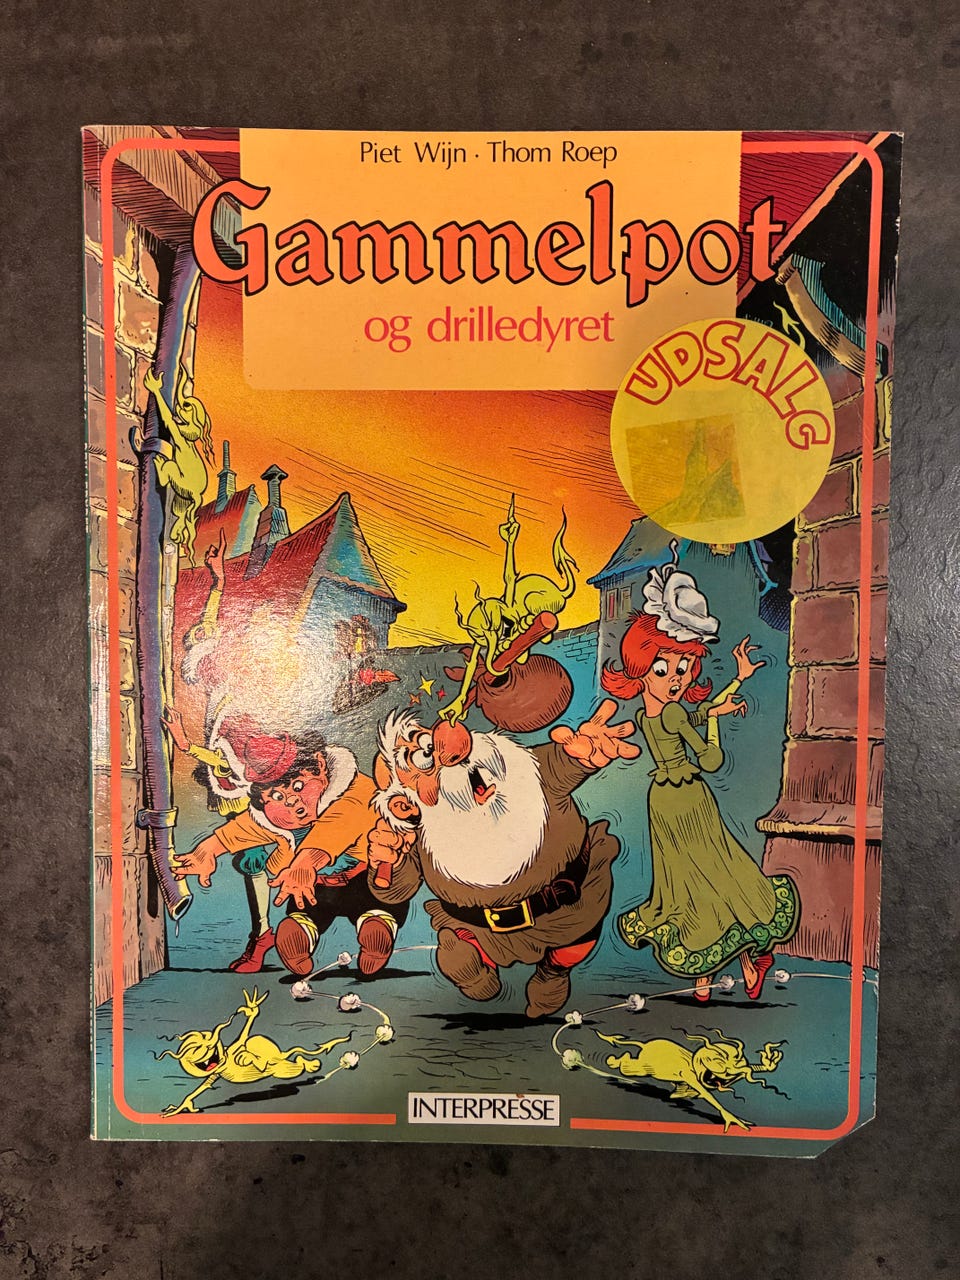 Piet Wijn · Thom Roep
Gammelpot
og drilledyret
UDSALG
INTERPRESSE